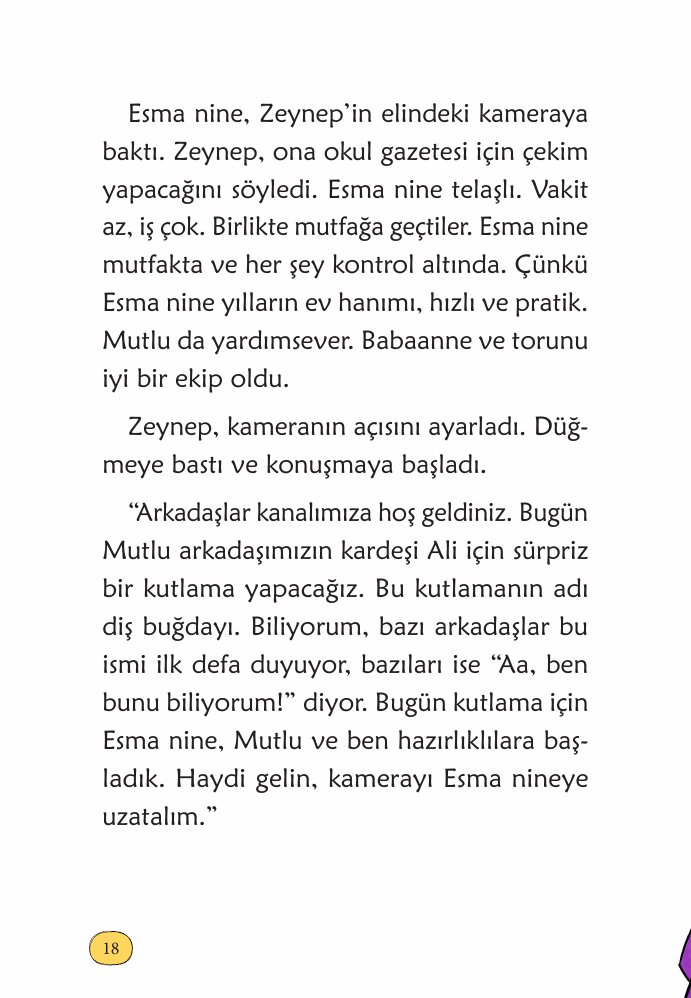 Esma nine, Zeynep’in elindeki kameraya
baktı. Zeynep, ona okul gazetesi için çekim
yapacağını söyledi. Esma nine telaşlı. Vakit
az, iş çok. Birlikte mutfağa geçtiler. Esma nine
mutfakta ve her şey kontrol altında. Çünkü
Esma nine yılların ev hanımı, hızlı ve pratik.
Mutlu da yardımsever. Babaanne ve torunu
iyi bir ekip oldu.
Zeynep, kameranın açısını ayarladı. Düğ-
meye bastı ve konuşmaya başladı.
“Arkadaşlar kanalımıza hoş geldiniz. Bugün
Mutlu arkadaşımızın kardeşi Ali için sürpriz
bir kutlama yapacağız. Bu kutlamanın adı
diş buğdayı. Biliyorum, bazı arkadaşlar bu
ismi ilk defa duyuyor, bazıları ise “Aa, ben
bunu biliyorum!” diyor. Bugün kutlama için
Esma nine, Mutlu ve ben hazırlıklılara baş-
ladık. Haydi gelin, kamerayı Esma nineye
uzatalım.”
18